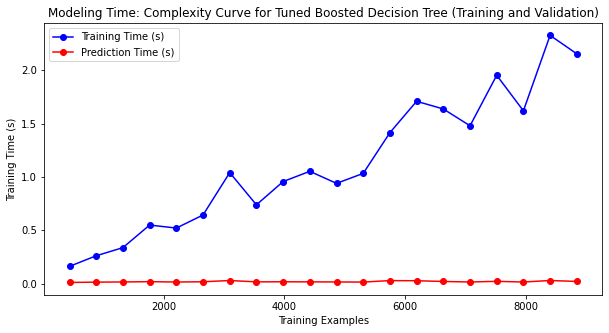 Modeling Time: Complexity Curve for Tuned Boosted Decision Tree (Training and Validation)
Training Time (s)
Prediction Time (s)
Training Time (s)
2.0
1.5
1.0
0.5
0.0
2000 4000 6000 8000
Training Examples